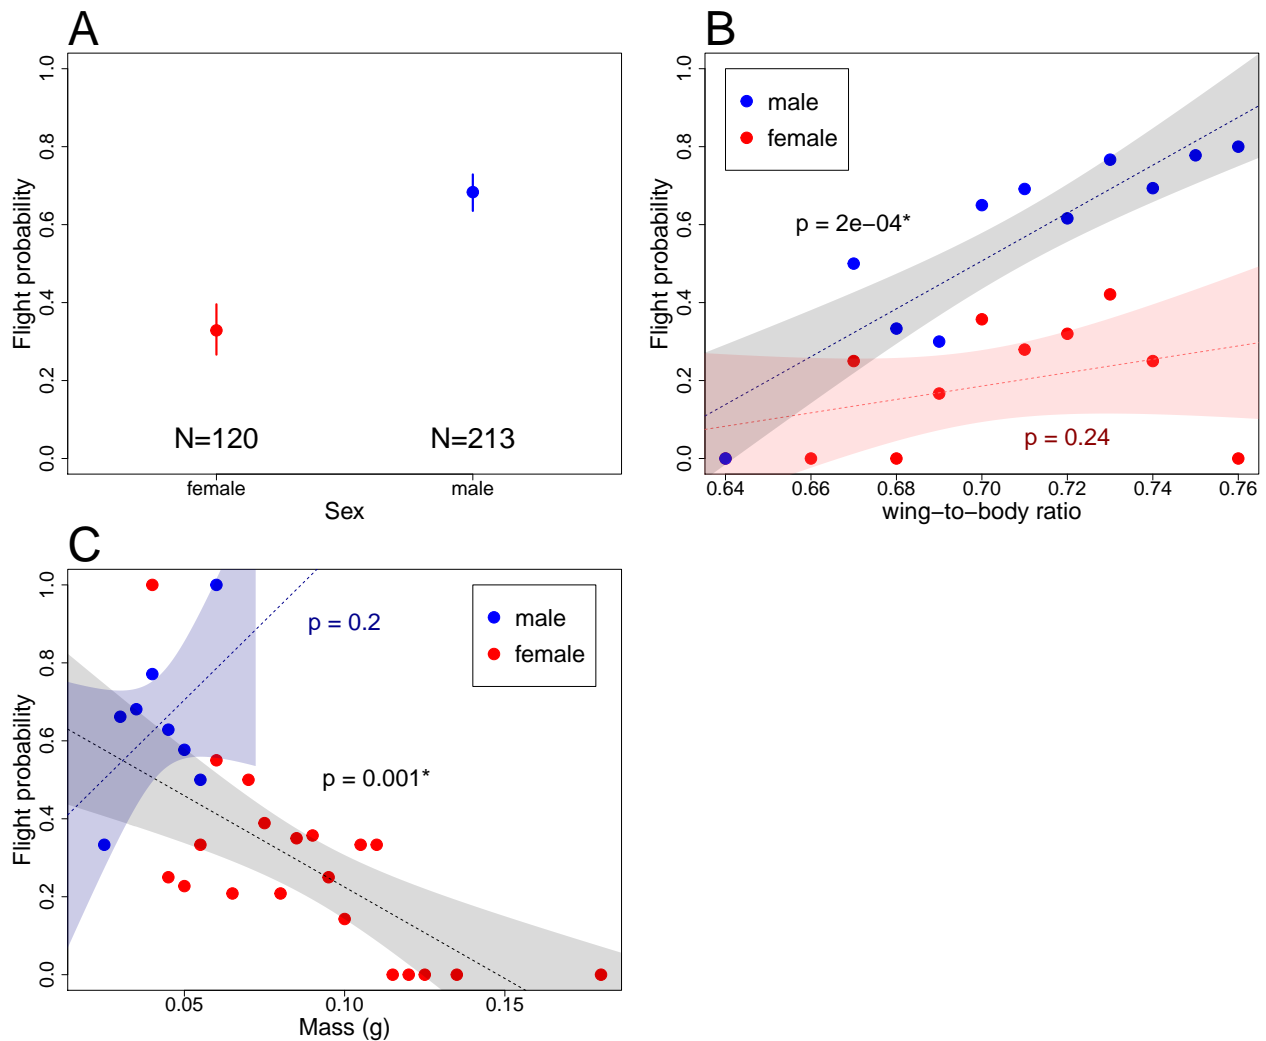 A
Flight probability
1.0
0.8
0.6
0.4
0.2
0.0
N=120
N=213
female
male
Sex
B
Flight probability
1.0
0.8
0.6
0.4
0.2
0.0
male
female
p = 2e−04*
p = 0.24
0.64 0.66 0.68 0.70 0.72 0.74 0.76
wing−to−body ratio
C
Flight probability
1.0
0.8
0.6
0.4
0.2
0.0
male
female
p = 0.2
p = 0.001*
0.05 0.10 0.15
Mass (g)